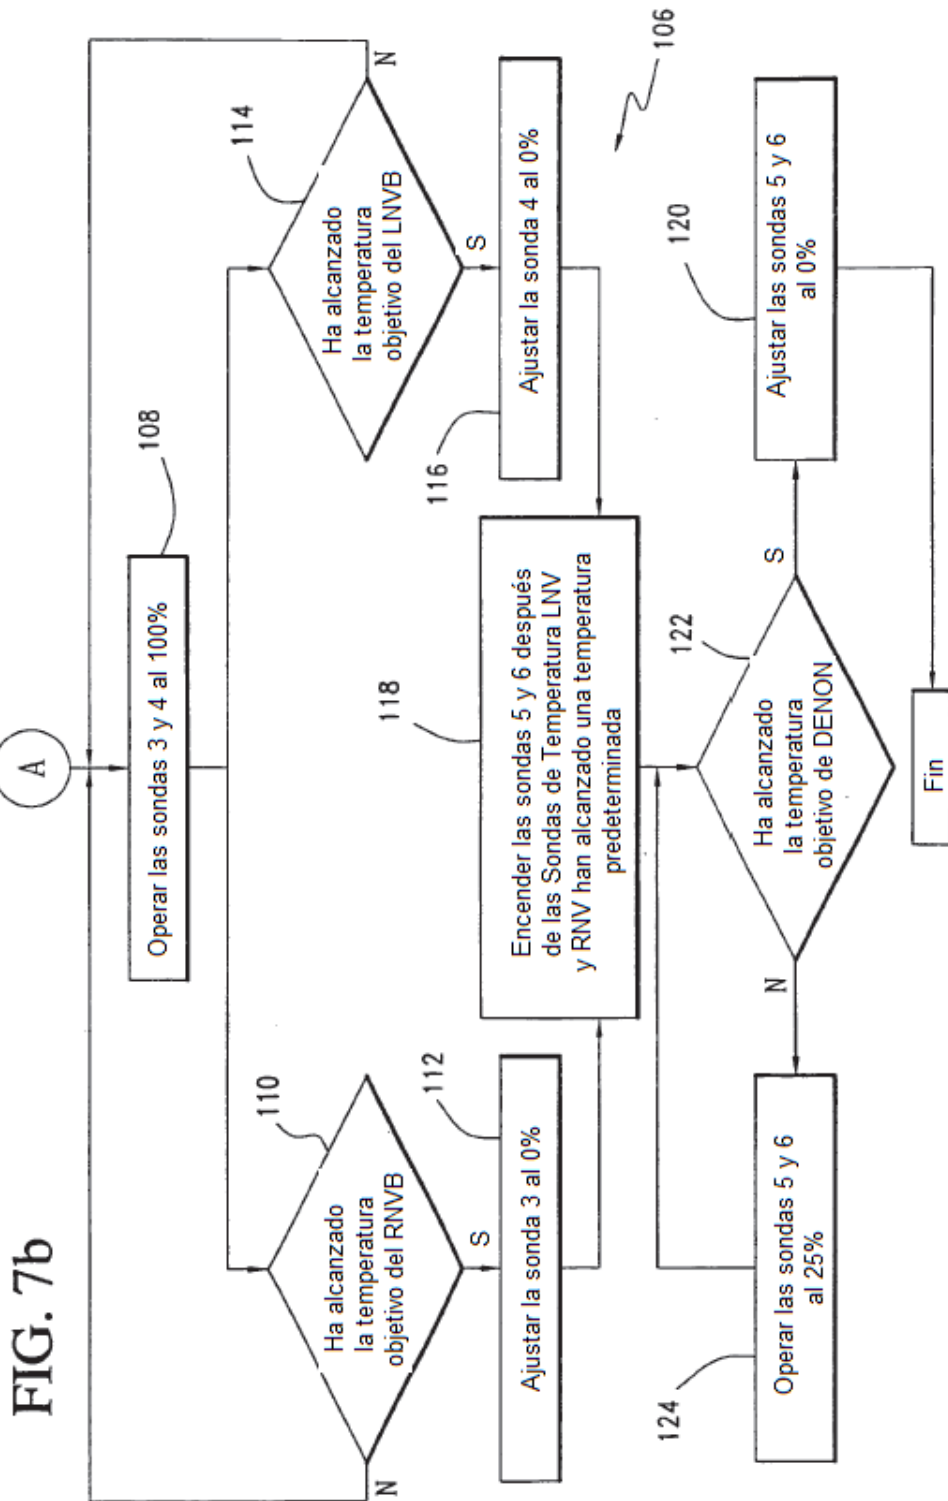 FIG. 7b
A
Operar las sondas 3 y 4 al 100%
108
110
Ha alcanzado
la temperatura
objetivo del RNVB
N
S
114
Ha alcanzado
la temperatura
objetivo del LNVB
N
S
112
Ajustar la sonda 3 al 0%
116
Ajustar la sonda 4 al 0%
106
118
Encender las sondas 5 y 6 después
de las Sondas de Temperatura LNV
y RNV han alcanzado una temperatura
predeterminada
122
Ha alcanzado
la temperatura
objetivo de DENON
N
S
124
Operar las sondas 5 y 6
al 25%
120
Ajustar las sondas 5 y 6
al 0%
Fin